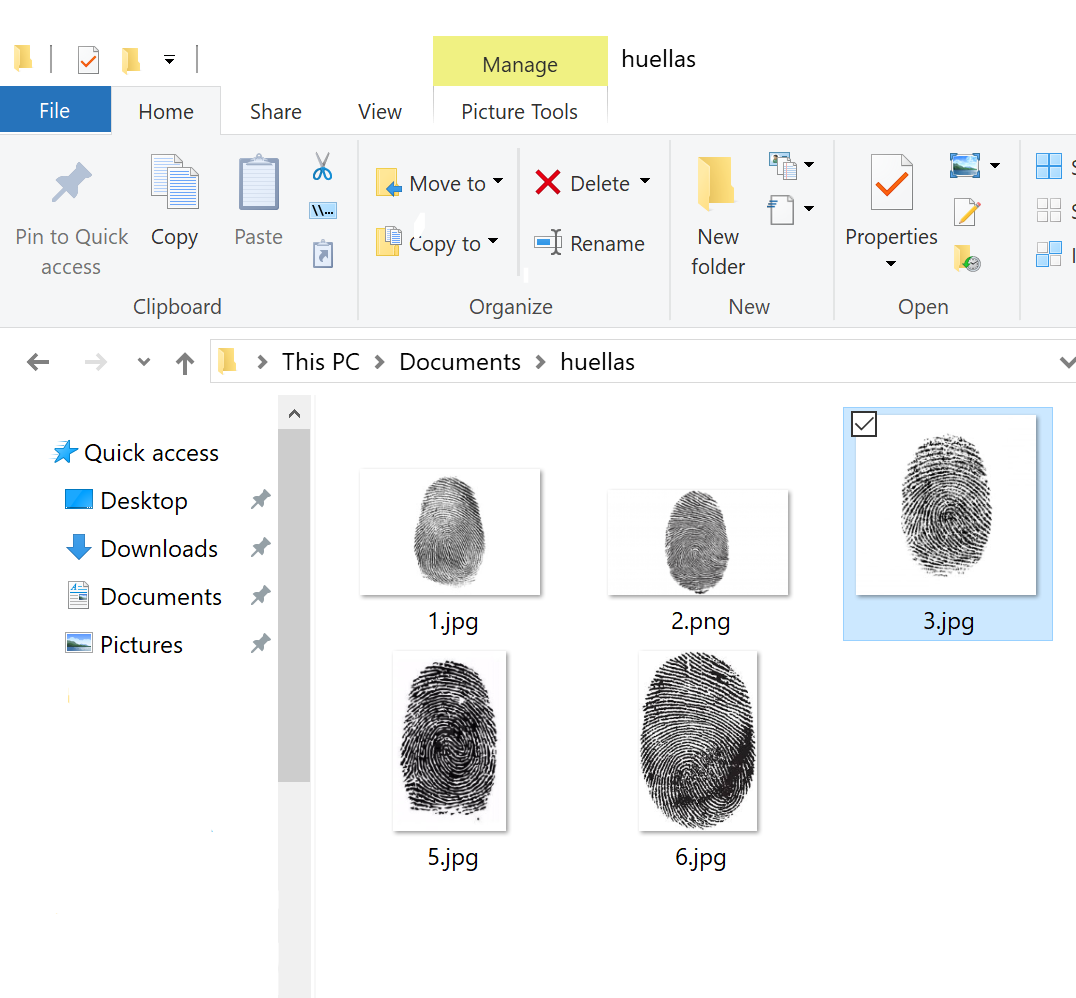 Manage
huellas
File
Home
Share
View
Picture Tools
Pin to Quick
access
Copy
Paste
Move to
Copy to
Delete
Rename
New
folder
Properties
Clipboard
Organize
New
Open
This PC
Documents
huellas
Quick access
Desktop
Downloads
Documents
Pictures
1.jpg
2.png
3.jpg
5.jpg
6.jpg